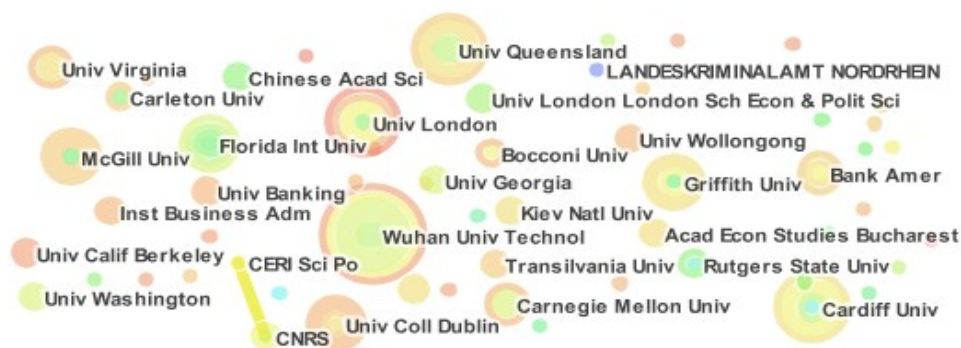 Univ Queensland
Univ Virginia
Chinese Acad Sci
LANDESKRIMINALAMT NORDRHEIN
Carleton Univ
Univ London London Sch Econ & Polit Sci
Univ London
Florida Int Univ
Univ Wollongong
McGill Univ
Bocconi Univ
Bank Amer
Univ Banking
Univ Georgia
Griffith Univ
Inst Business Adm
Kiev Natl Univ
Wuhan Univ Technol
Acad Econ Studies Bucharest
Univ Calif Berkeley
CERI Sci Po
Transilvania Univ
Rutgers State Univ
Univ Washington
Carnegie Mellon Univ
Cardiff Univ
Univ Coll Dublin
CNRS